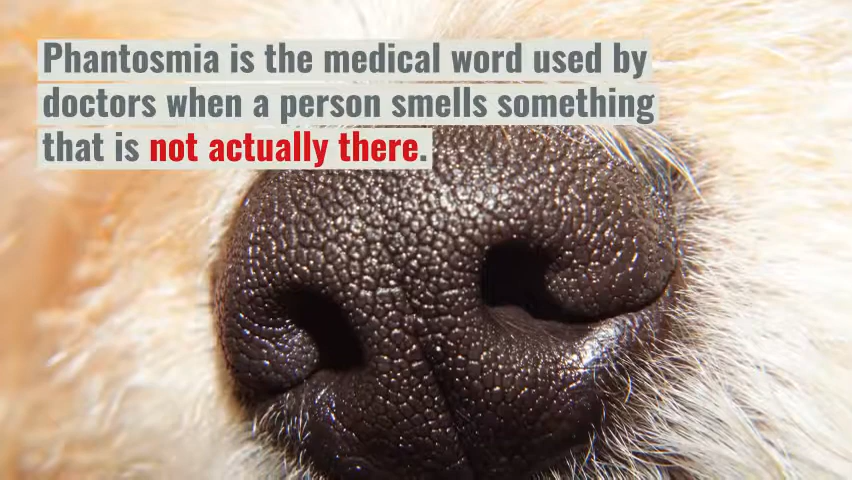 Phantosmia is the medical word used by
doctors when a person smells something
that is not actually there.